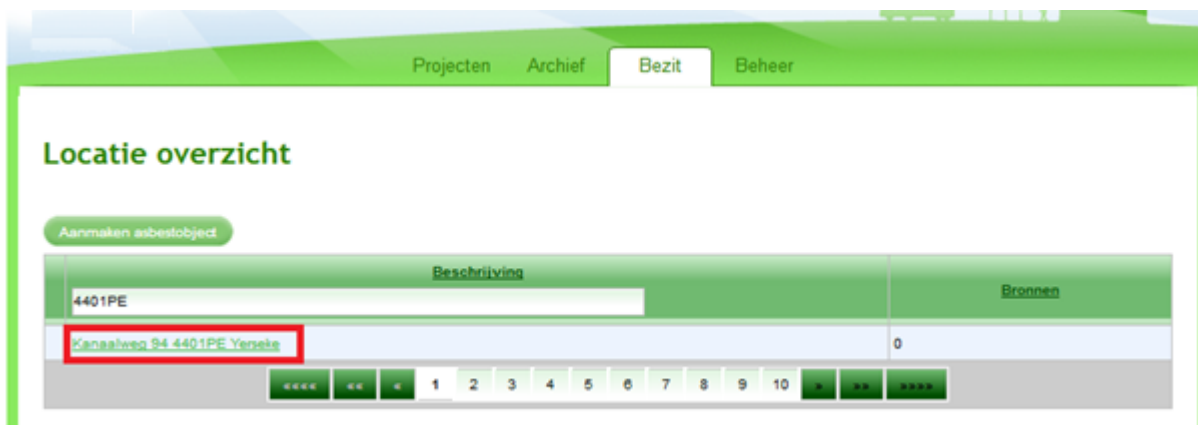 Projecten Archief Bezit Beheer
Locatie overzicht
Aanmaken asbestobject
Beschrijving Bronnen
4401PE
Kanaalweg 94 4401PE Yerseke 0
«««« «« « 1 2 3 4 5 6 7 8 9 10 » »» »»»»